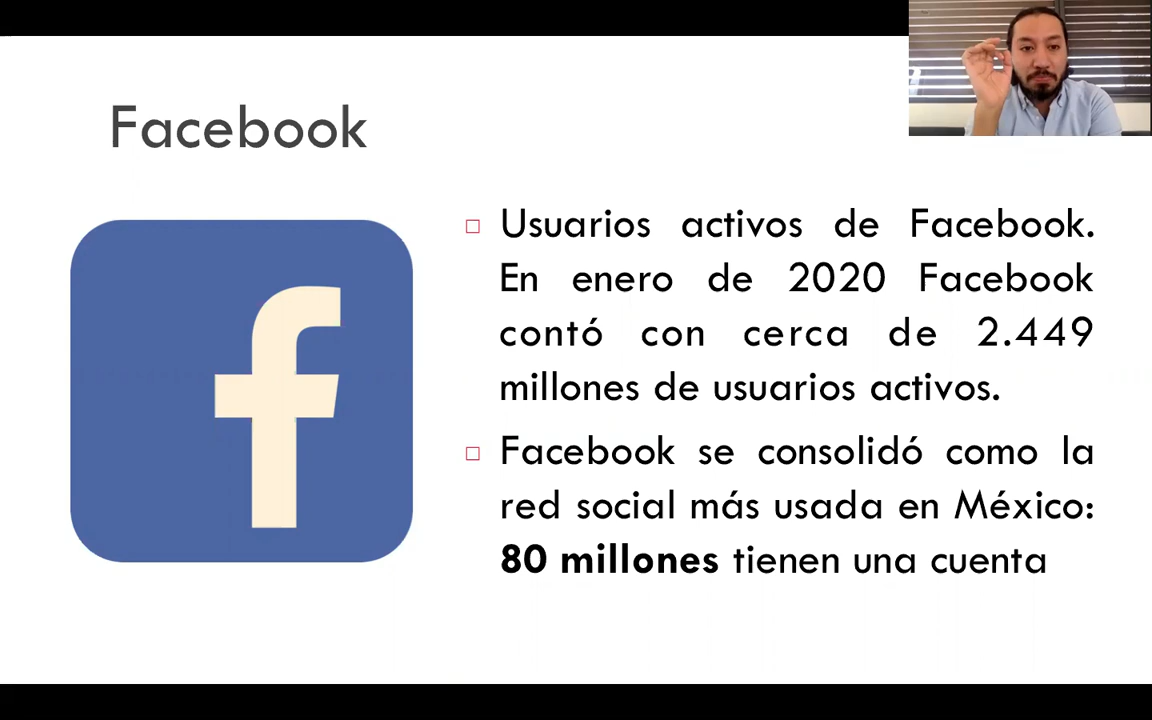 Facebook
Usuarios activos de Facebook.
En enero de 2020 Facebook
contó con cerca de 2.449
millones de usuarios activos.
Facebook se consolidó como la
red social más usada en México:
80 millones tienen una cuenta